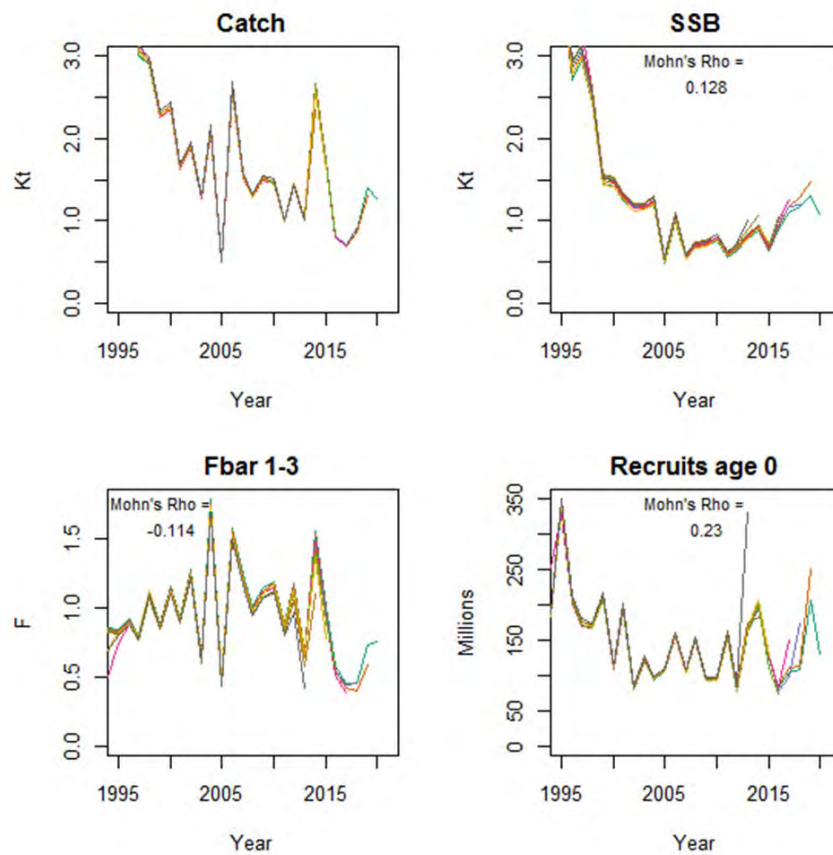 Catch
Kt
0.0
1.0
2.0
3.0
1995
2005
2015
Year
SSB
Mohn's Rho =
0.128
Kt
0.0
1.0
2.0
3.0
1995
2005
2015
Year
Fbar 1-3
Mohn's Rho =
-0.114
F
0.0
0.5
1.0
1.5
1995
2005
2015
Year
Recruits age 0
Mohn's Rho =
0.23
Millions
0
50
150
250
350
1995
2005
2015
Year